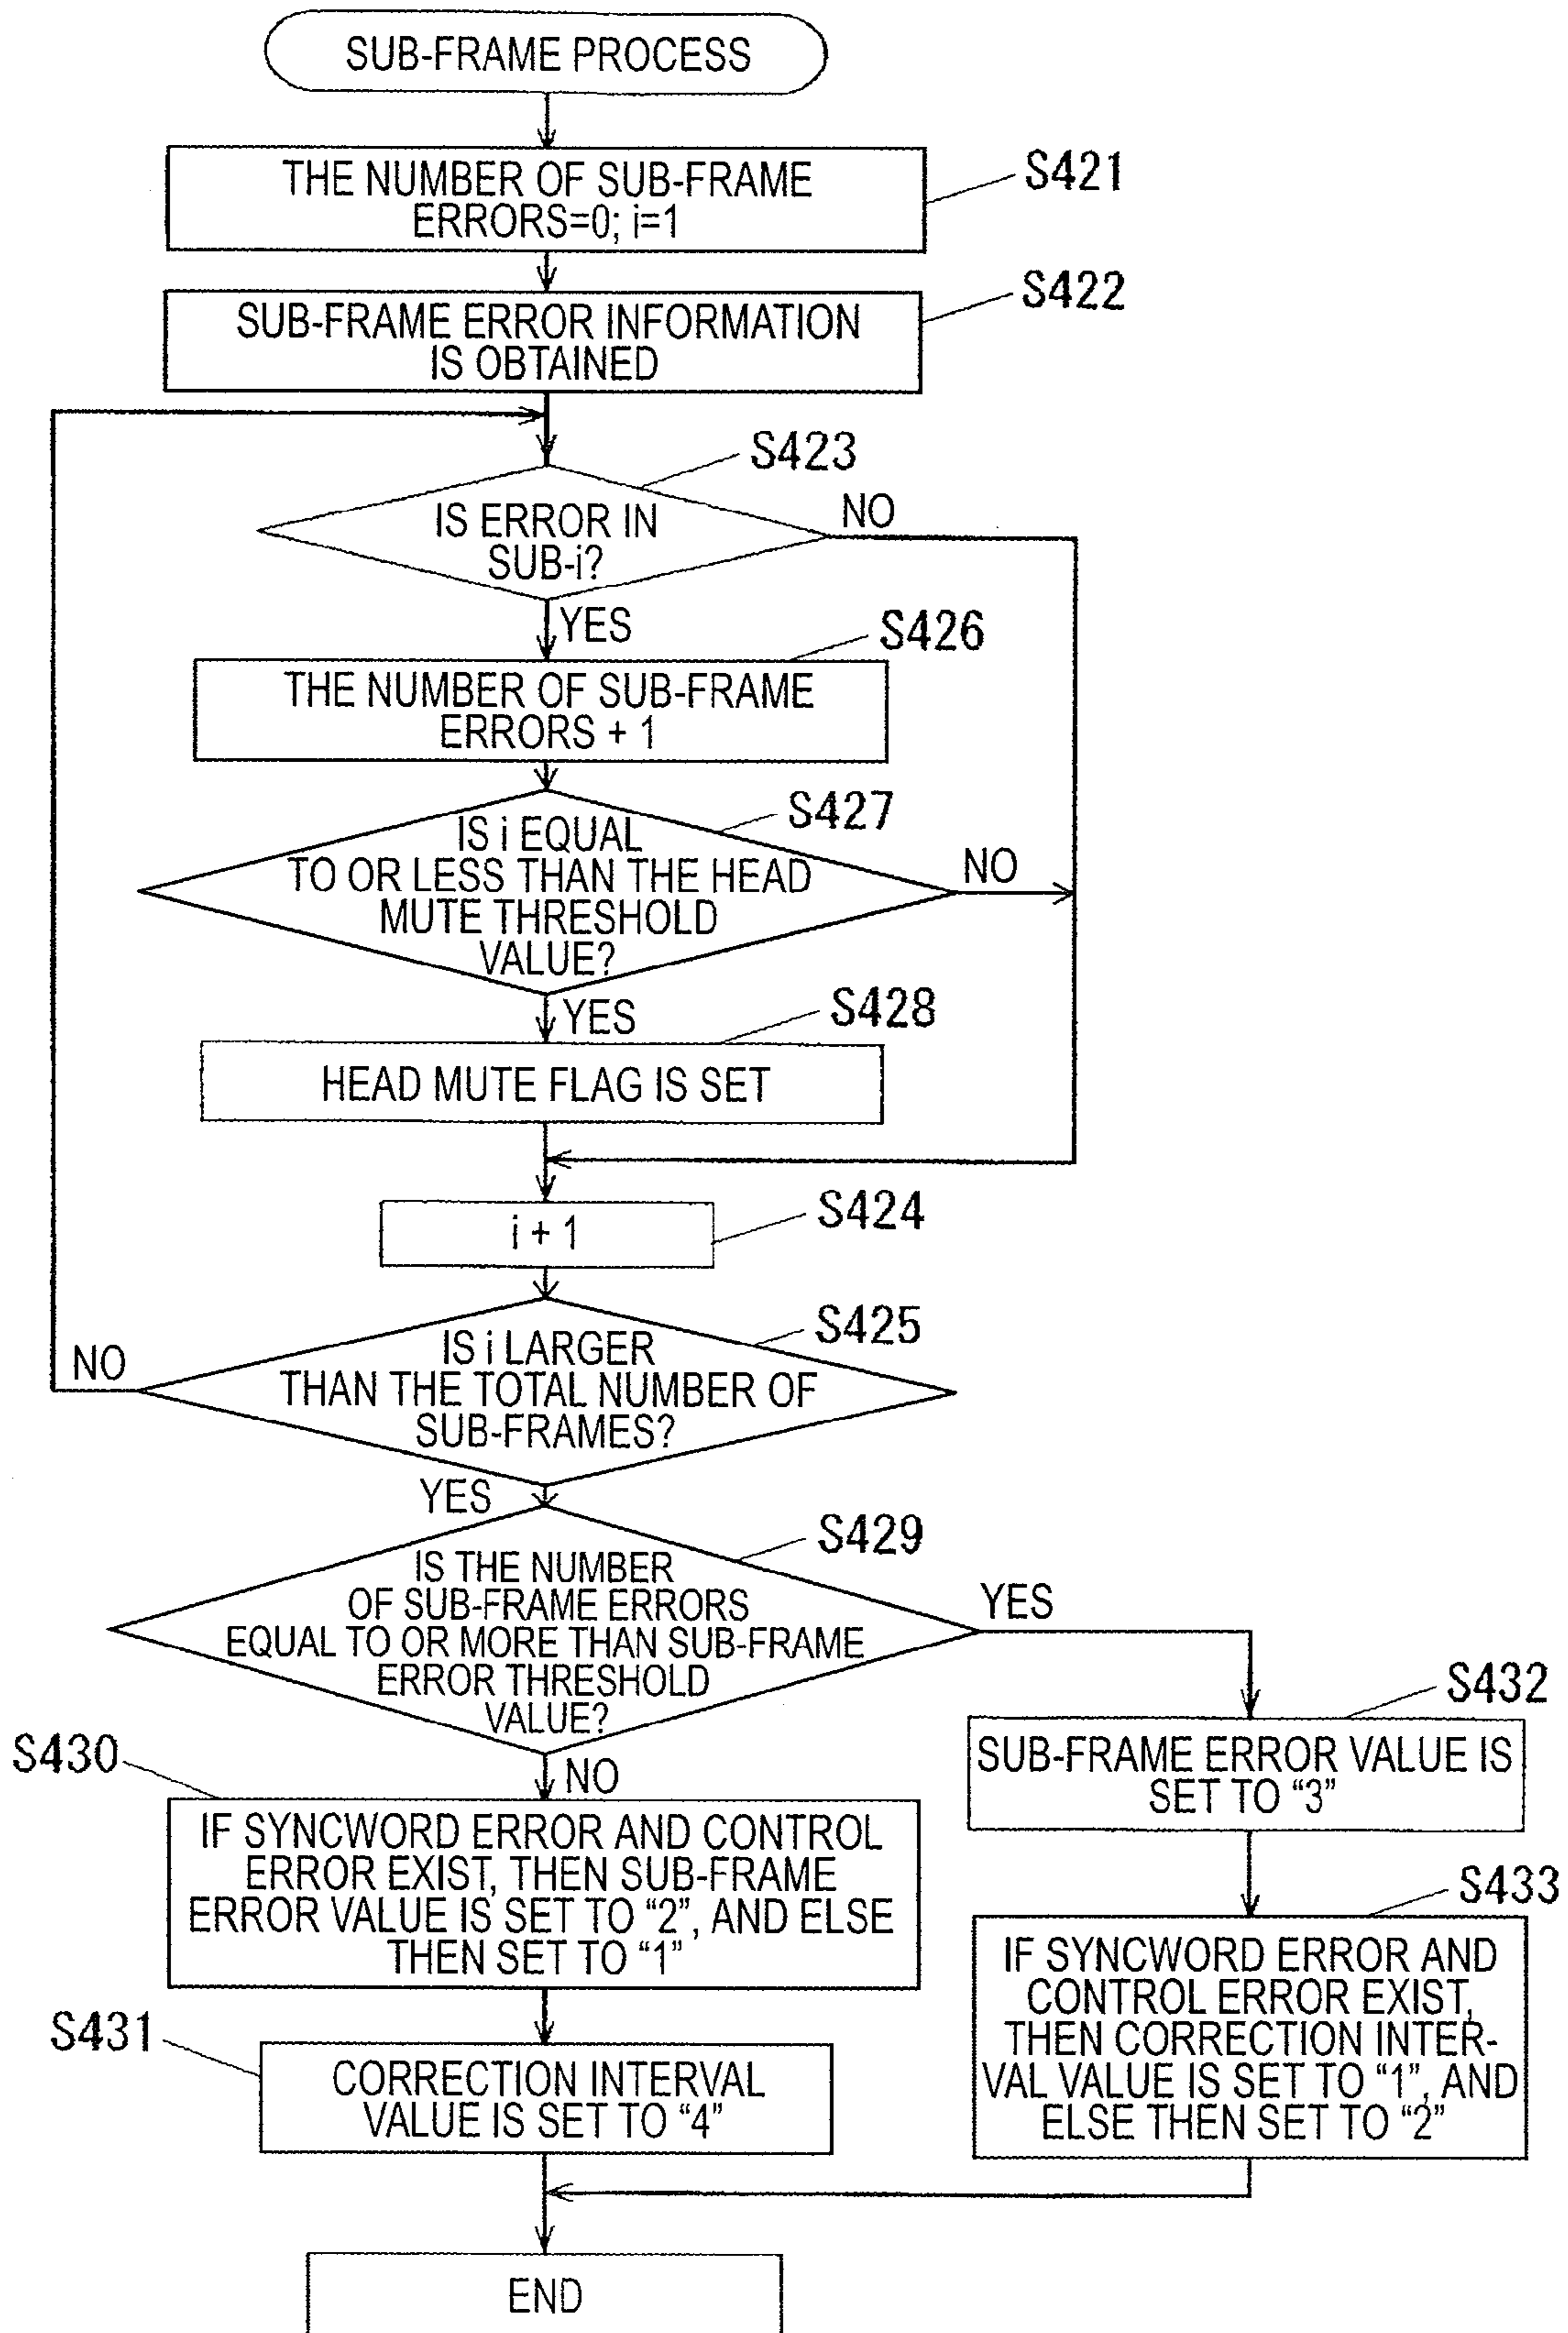 SUB-FRAME PROCESS
THE NUMBER OF SUB-FRAME
ERRORS=0; i=1
S421
SUB-FRAME ERROR INFORMATION
IS OBTAINED
S422
S423
IS ERROR IN
SUB-i?
NO
YES
S426
THE NUMBER OF SUB-FRAME
ERRORS + 1
S427
IS i EQUAL
TO OR LESS THAN THE HEAD
MUTE THRESHOLD
VALUE?
NO
YES
S428
HEAD MUTE FLAG IS SET
S424
i + 1
S425
IS i LARGER
THAN THE TOTAL NUMBER OF
SUB-FRAMES?
NO
YES
S429
IS THE NUMBER
OF SUB-FRAME ERRORS
EQUAL TO OR MORE THAN SUB-FRAME
ERROR THRESHOLD
VALUE?
YES
NO
S430
IF SYNCWORD ERROR AND CONTROL
ERROR EXIST, THEN SUB-FRAME
ERROR VALUE IS SET TO “2”, AND ELSE
THEN SET TO “1”
S431
CORRECTION INTERVAL
VALUE IS SET TO “4”
S432
SUB-FRAME ERROR VALUE IS
SET TO “3”
S433
IF SYNCWORD ERROR AND
CONTROL ERROR EXIST,
THEN CORRECTION INTER-
VAL VALUE IS SET TO “1”, AND
ELSE THEN SET TO “2”
END